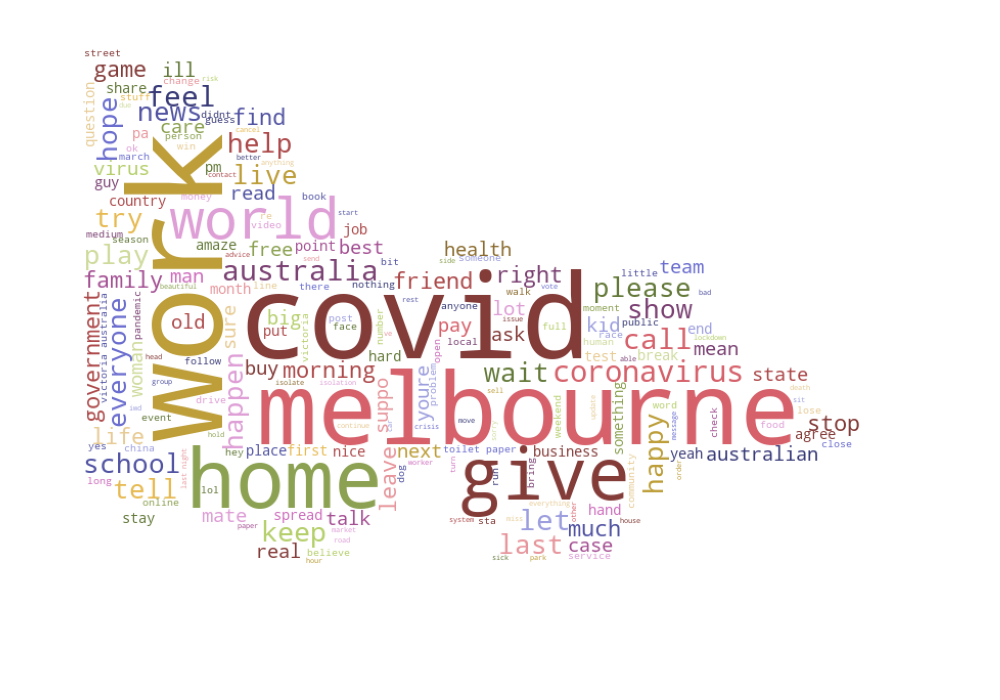 street
game ill
change risk
share
stuff
due
feel
question
hope
news didnt
guess
find
care
person
cancel
pa
ok
win
march
help
better
anything
virus
pm
contact
live
guy
read book
country
money
work
world
start
try
re
video
job
medium
season
amaze
advice
free
send
point best
health
someone
side
play
australia
there
nothing
bit
family man
beautiful
month line
friend
rest
right
walk
vote
little team
bad
please
government
victoria australia
everyone
pandemic
old
sure
put
big
victoria
post
face
number
covid
anyone
lot
issue
full
moment
kid
race
public
show
end
lockdown
human
pay
local
ask
call
mean
open
hard
test
able
break
woman
head
follow
happen
buy morning
isolate isolation
suppo
youre
problem
wait coronavirus state
group
imd
drive
continue
melbourne
death
sit
lose
food
sell
move
crisis
sorry
update
weekend
something
word
message
check
stop
agree
close
event
hold
life
yes china
hey place first nice
next toilet paper business
happy
yeah australian
order
school
long
last night
tell
online
lol
home
leave
dog
worker
turn
run
bring
give
community
everything
stay
mate
paper
spread talk
market
road
keep
system sta
miss
let
other
hand
house
much
real
believe
hour
last case
sick park
service